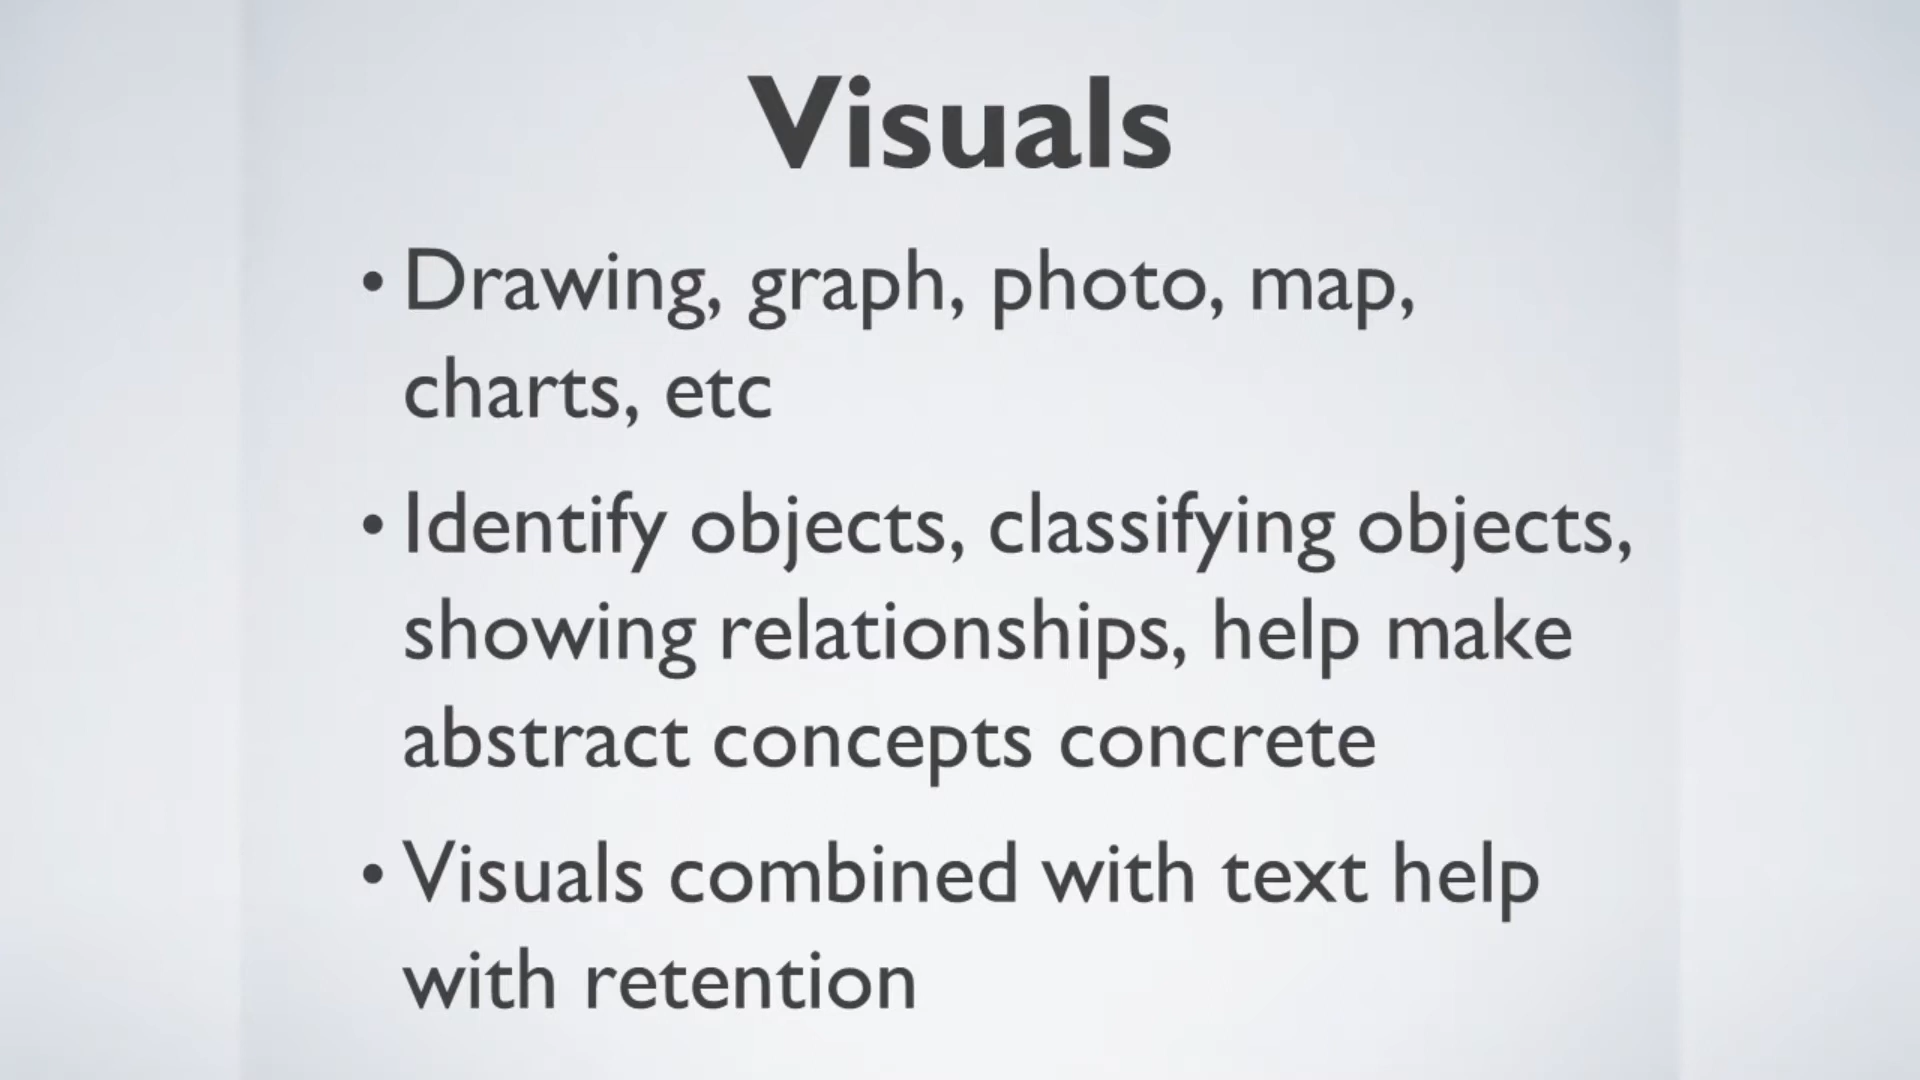 Visuals
• Drawing, graph, photo, map,
charts, etc
• Identify objects, classifying objects,
showing relationships, help make
abstract concepts concrete
• Visuals combined with text help
with retention